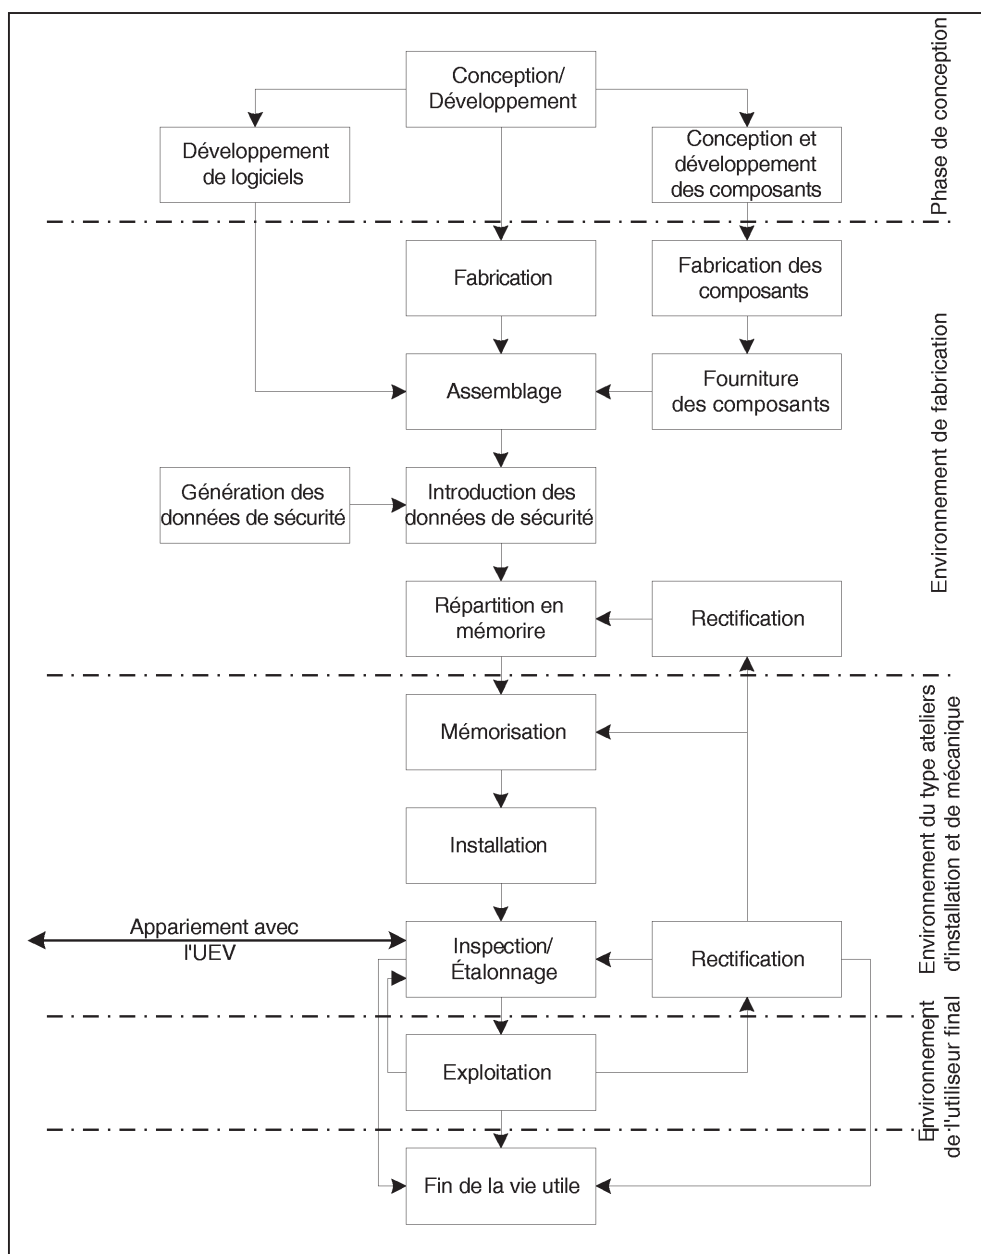 Conception/
Développement
Développement
de logiciels
Conception et
développement
des composants
Phase de conception
Fabrication
Fabrication des
composants
Assemblage
Fourniture
des composants
Génération des
données de sécurité
Introduction des
données de sécurité
Répartition en
mémorire
Rectification
Environnement de fabrication
Mémorisation
Installation
Appariement avec
l'UEV
Inspection/
Étalonnage
Rectification
Environnement du type ateliers
d'installation et de mécanique
Exploitation
Environnement
de l'utiliseur final
Fin de la vie utile